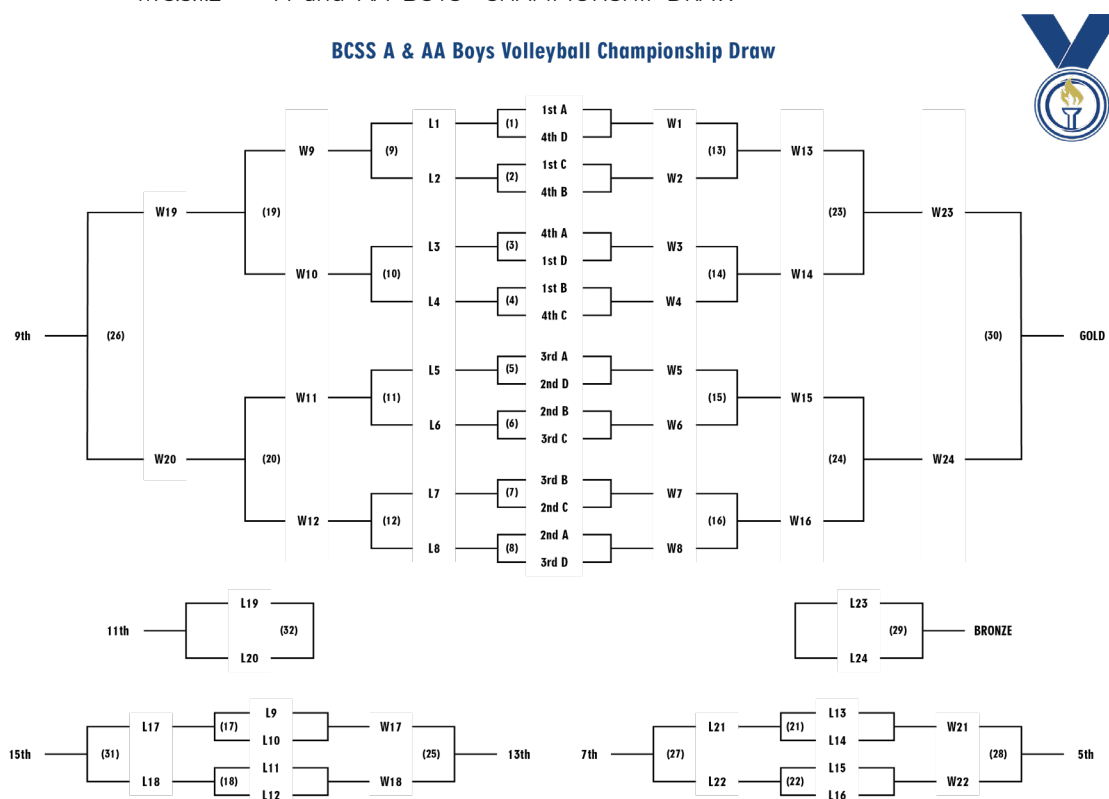 BCSS A & AA Boys Volleyball Championship Draw
1st A
L1 (1) W1
4th D
W9 (9) (13) W13
1st C
L2 (2) W2
4th B
W19 (19) (23) W23
4th A
L3 (3) W3
1st D
W10 (10) (14) W14
1st B
L4 (4) W4
4th C
9th (26) (30) GOLD
3rd A
L5 (5) W5
2nd D
W11 (11) (15) W15
2nd B
L6 (6) W6
3rd C
W20 (20) (24) W24
3rd B
L7 (7) W7
2nd C
W12 (12) (16) W16
2nd A
L8 (8) W8
3rd D
L19 L23
11th (32) (29) BRONZE
L20 L24
L9 L13
L17 (17) W17 L21 (21) W21
L10 L14
15th (31) (25) 13th 7th (27) (28) 5th
L11 L15
L18 (18) W18 L22 (22) W22
L12 L16